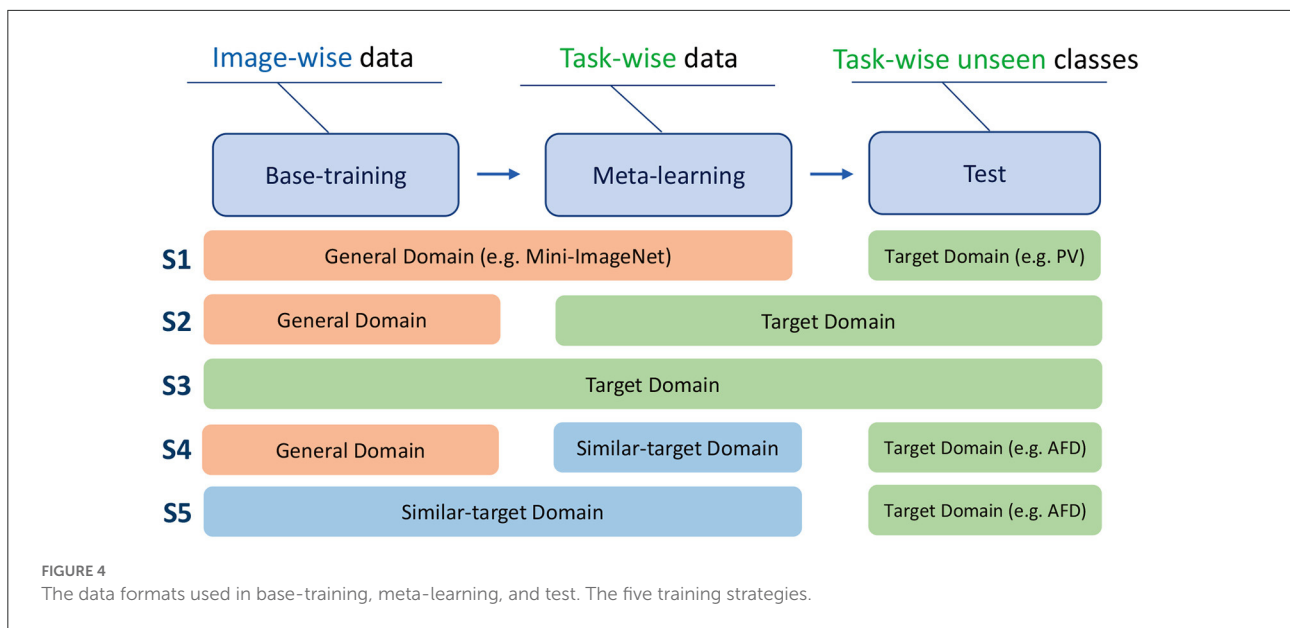 Image-wise data
Task-wise data
Task-wise unseen classes
Base-training
Meta-learning
Test
S1
General Domain (e.g. Mini-ImageNet)
Target Domain (e.g. PV)
S2
General Domain
Target Domain
S3
Target Domain
S4
General Domain
Similar-target Domain
Target Domain (e.g. AFD)
S5
Similar-target Domain
Target Domain (e.g. AFD)
FIGURE 4
The data formats used in base-training, meta-learning, and test. The five training strategies.